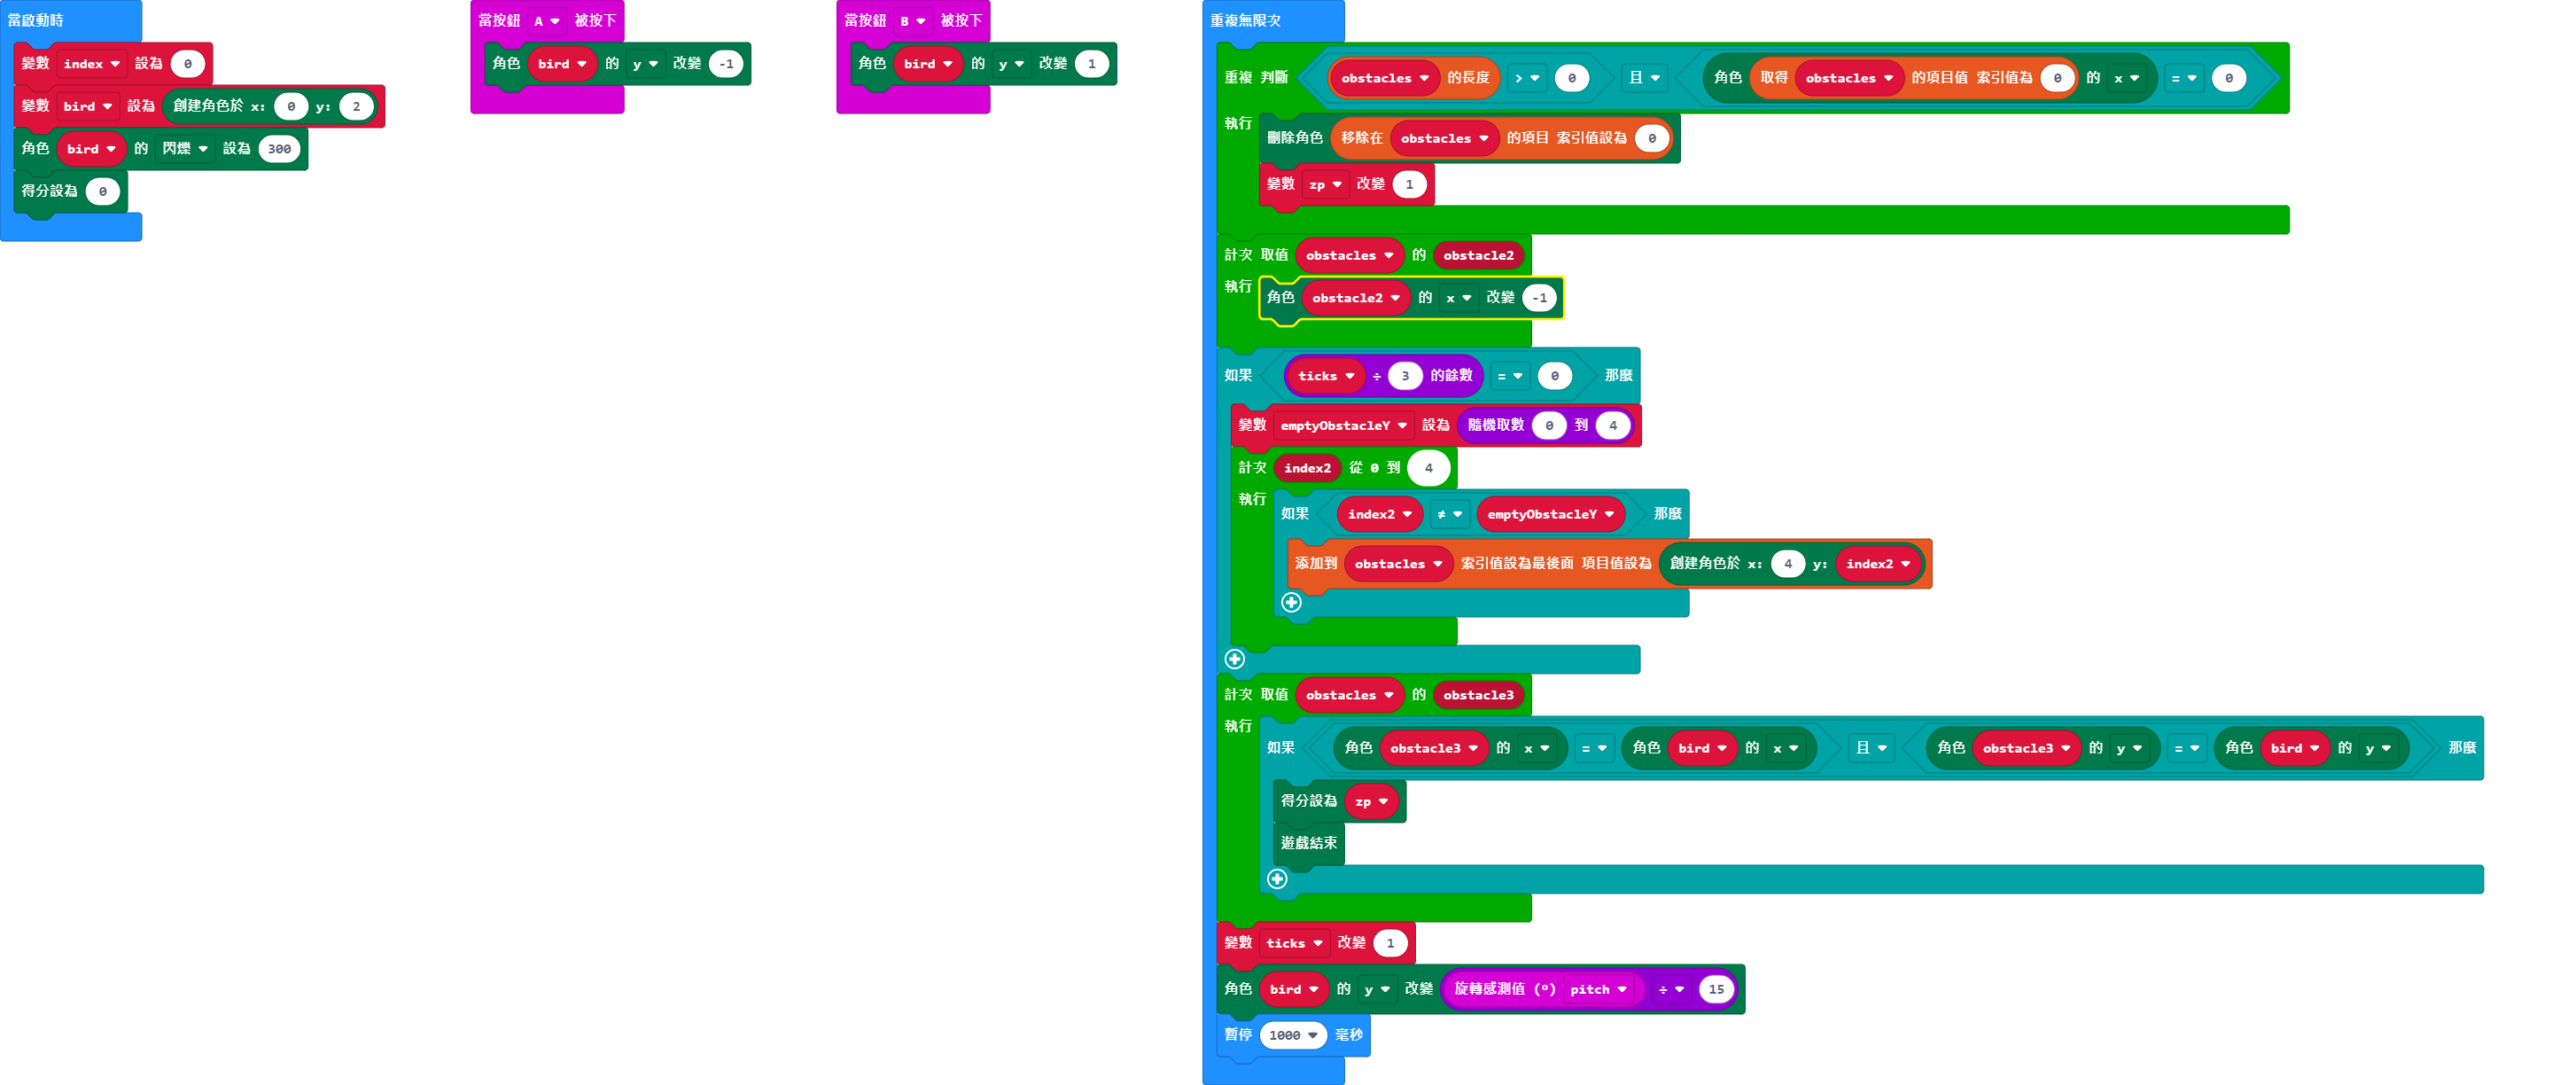 當啟動時
變數 index 設為 0
變數 bird 設為 創建角色於 x: 0 y: 2
角色 bird 的 閃爍 設為 300
得分設為 0
當按鈕 A 被按下
角色 bird 的 y 改變 -1
當按鈕 B 被按下
角色 bird 的 y 改變 1
重複無限次
重複 判斷 obstacles 的長度 > 0 且 角色 取得 obstacles 的項目值 索引值為 0 的 x = 0
執行
刪除角色 移除在 obstacles 的項目 索引值設為 0
變數 zp 改變 1
計次 取值 obstacles 的 obstacle2
執行
角色 obstacle2 的 x 改變 -1
如果 ticks ÷ 3 的餘數 = 0 那麼
變數 emptyObstacleY 設為 隨機取數 0 到 4
計次 index2 從 0 到 4
執行
如果 index2 ≠ emptyObstacleY 那麼
添加到 obstacles 索引值設為最後面 項目值設為 創建角色於 x: 4 y: index2
計次 取值 obstacles 的 obstacle3
執行
如果 角色 obstacle3 的 x = 角色 bird 的 x 且 角色 obstacle3 的 y = 角色 bird 的 y 那麼
得分設為 zp
遊戲結束
變數 ticks 改變 1
角色 bird 的 y 改變 旋轉感測值 (º) pitch ÷ 15
暫停 1000 毫秒